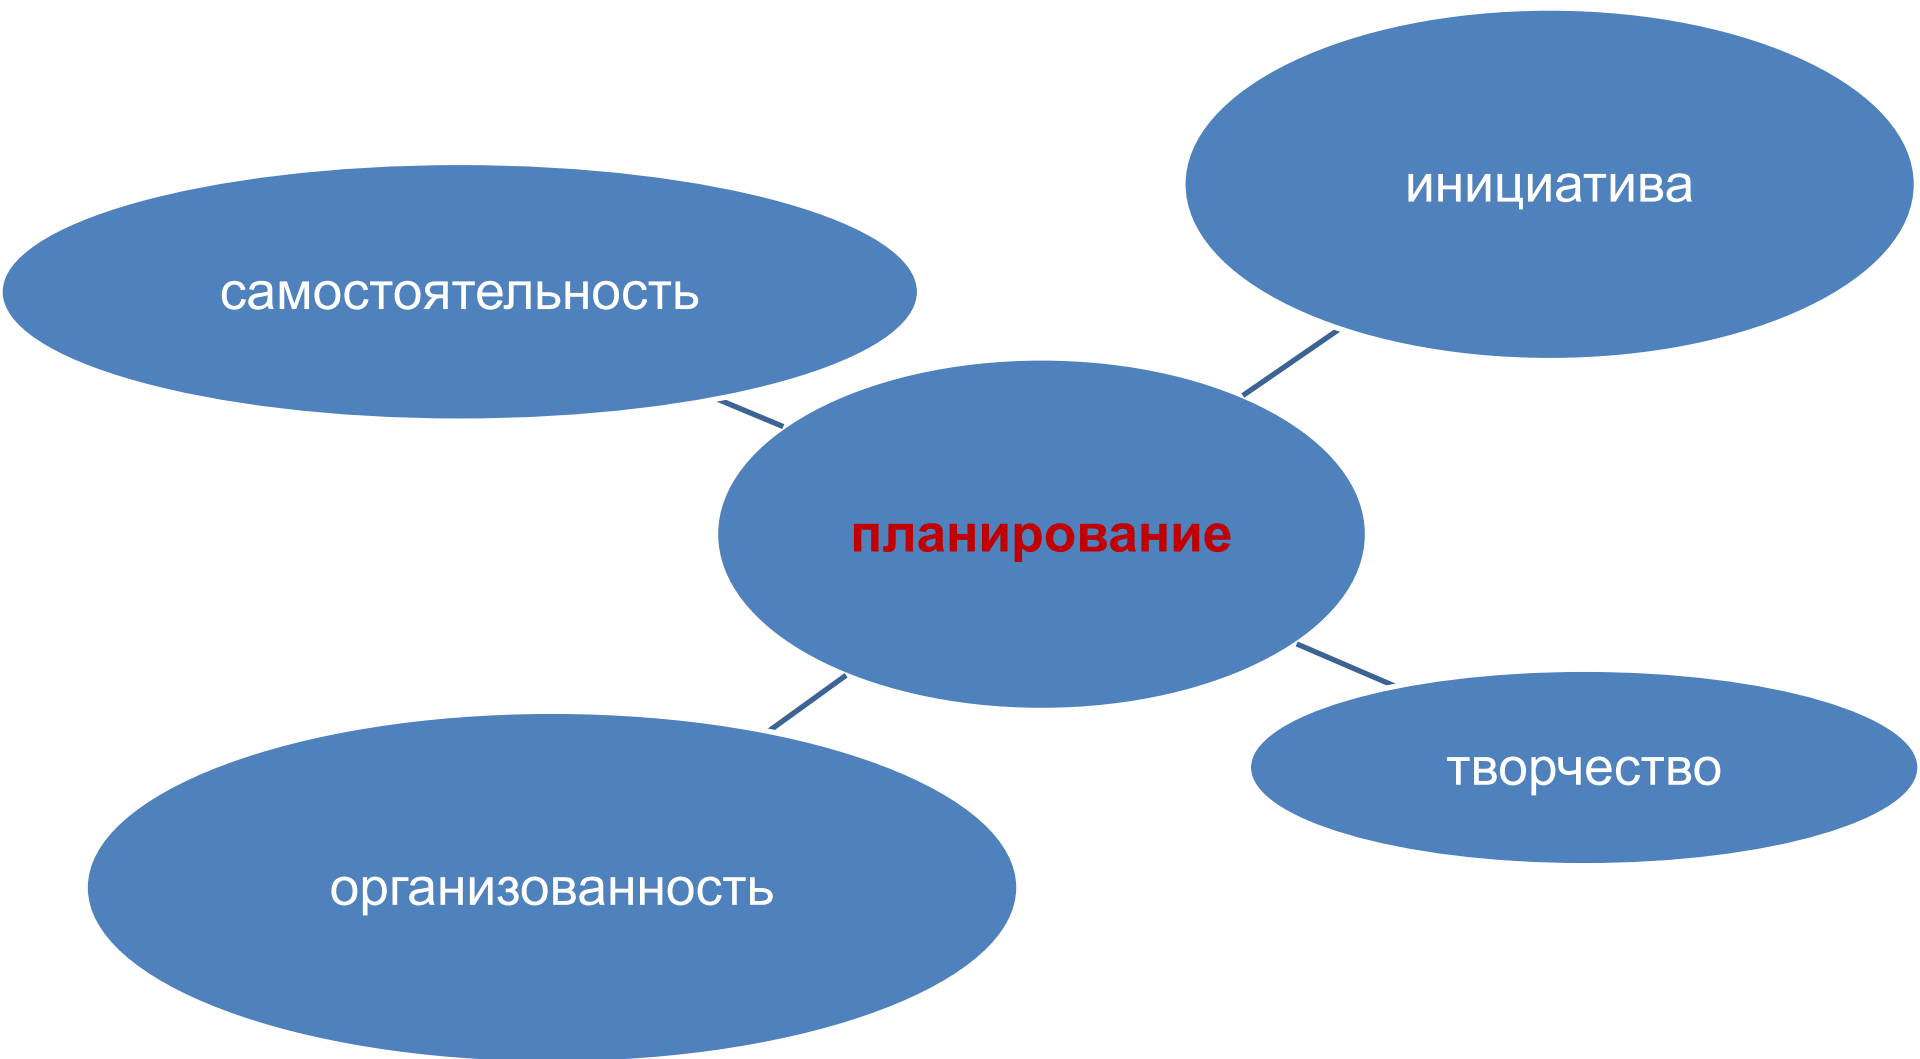 инициатива
самостоятельность
планирование
творчество
организованность